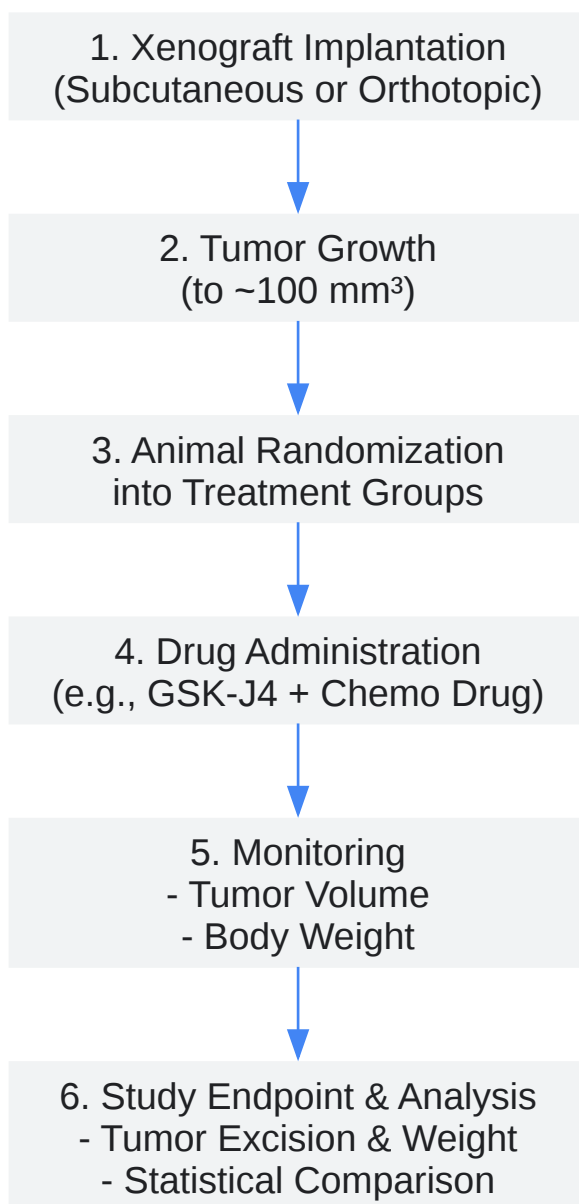 1. Xenograft Implantation
(Subcutaneous or Orthotopic)
2. Tumor Growth
(to ~100 mm³)
3. Animal Randomization
into Treatment Groups
4. Drug Administration
(e.g., GSK-J4 + Chemo Drug)
5. Monitoring
- Tumor Volume
- Body Weight
6. Study Endpoint & Analysis
- Tumor Excision & Weight
- Statistical Comparison